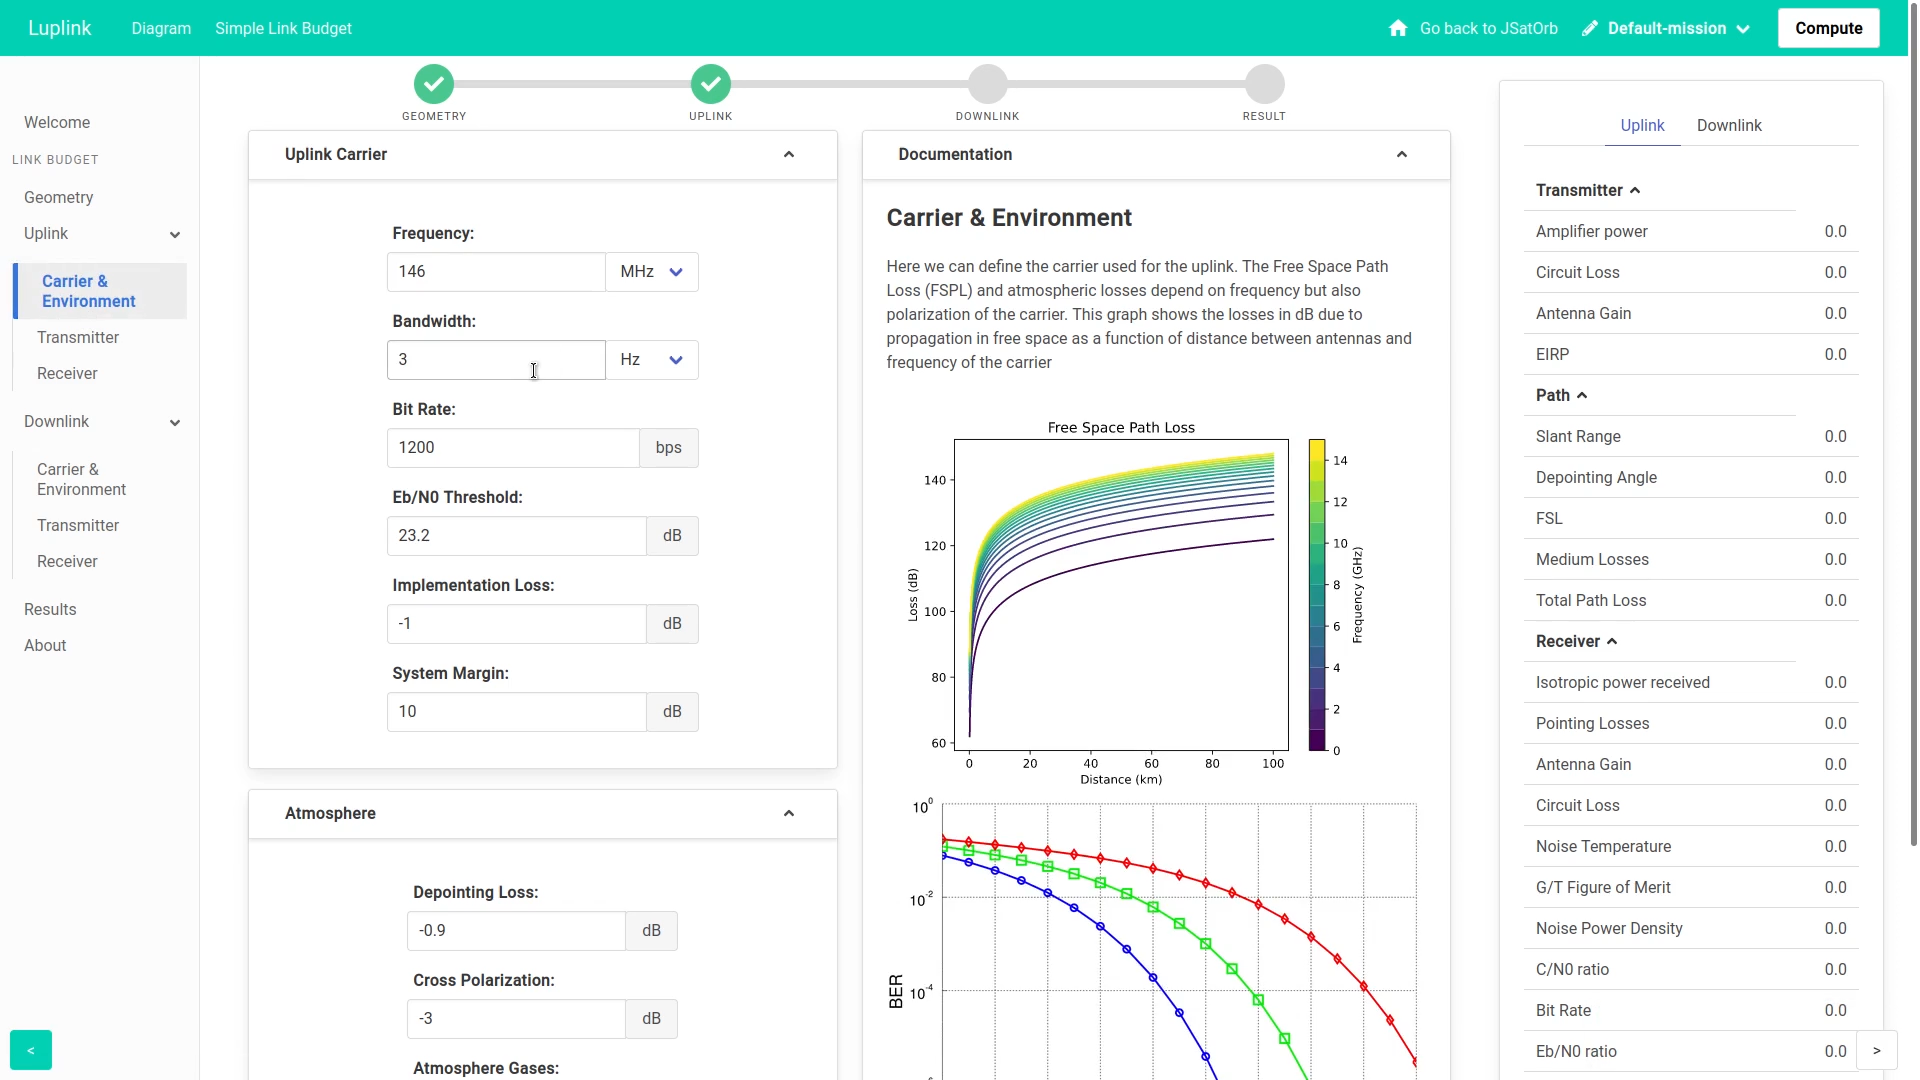 Luplink
Diagram
Simple Link Budget
Go back to JSatOrb
Default-mission
Compute
Welcome
LINK BUDGET
Geometry
Uplink
Carrier &
Environment
Transmitter
Receiver
Downlink
Carrier &
Environment
Transmitter
Receiver
Results
About
<
GEOMETRY
UPLINK
DOWNLINK
RESULT
Uplink Carrier
Frequency:
146 MHz
Bandwidth:
3 Hz
Bit Rate:
1200 bps
Eb/N0 Threshold:
23.2 dB
Implementation Loss:
-1 dB
System Margin:
10 dB
Atmosphere
Depointing Loss:
-0.9 dB
Cross Polarization:
-3 dB
Atmosphere Gases:
Documentation
Carrier & Environment
Here we can define the carrier used for the uplink. The Free Space Path
Loss (FSPL) and atmospheric losses depend on frequency but also
polarization of the carrier. This graph shows the losses in dB due to
propagation in free space as a function of distance between antennas and
frequency of the carrier
Free Space Path Loss
Loss (dB)
140
120
100
80
60
0 20 40 60 80 100
Distance (km)
14
12
10
8
6
4
2
0
Frequency (GHz)
BER
10^0
10^-2
10^-4
Uplink Downlink
Transmitter
Amplifier power 0.0
Circuit Loss 0.0
Antenna Gain 0.0
EIRP 0.0
Path
Slant Range 0.0
Depointing Angle 0.0
FSL 0.0
Medium Losses 0.0
Total Path Loss 0.0
Receiver
Isotropic power received 0.0
Pointing Losses 0.0
Antenna Gain 0.0
Circuit Loss 0.0
Noise Temperature 0.0
G/T Figure of Merit 0.0
Noise Power Density 0.0
C/N0 ratio 0.0
Bit Rate 0.0
Eb/N0 ratio 0.0
>